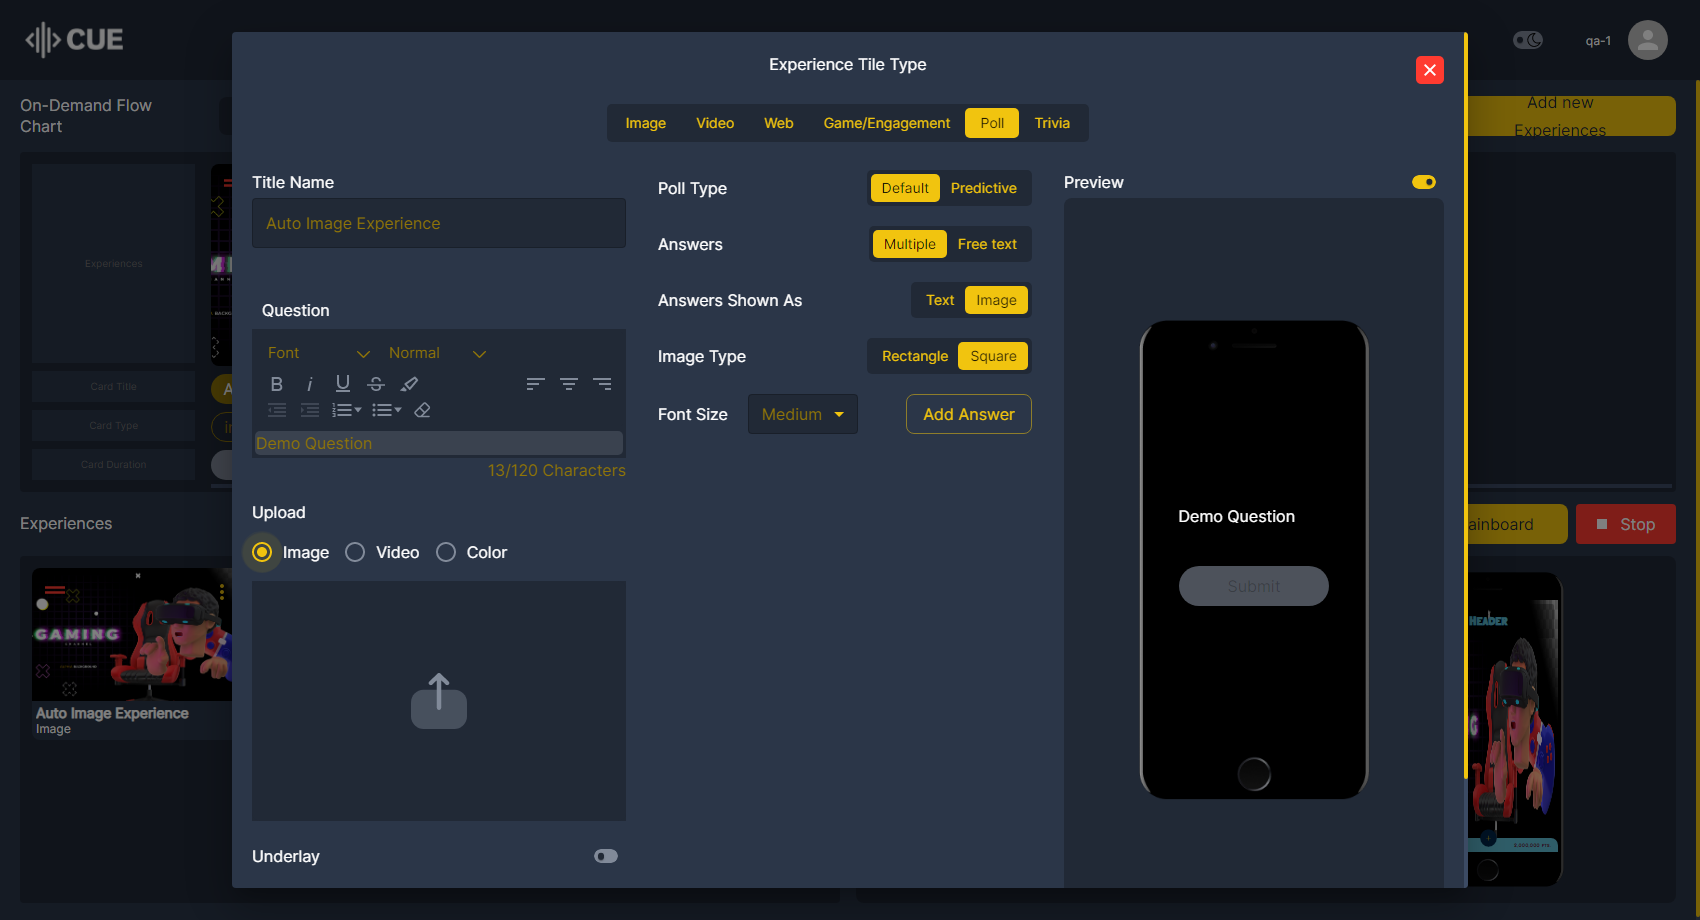 CUE
qa-1
On-Demand Flow
Chart
Add new
Experiences
Experiences
Card Title
Card Type
Card Duration
Experience Tile Type
Image
Video
Web
Game/Engagement
Poll
Trivia
Title Name
Auto Image Experience
Question
Font
Normal
B
i
U
S
Demo Question
13/120 Characters
Upload
Image
Video
Color
Underlay
Poll Type
Default
Predictive
Answers
Multiple
Free text
Answers Shown As
Text
Image
Image Type
Rectangle
Square
Font Size
Medium
Add Answer
Preview
Demo Question
Submit
Experiences
GAMING
Auto Image Experience
Image
ainboard
Stop
HEADER